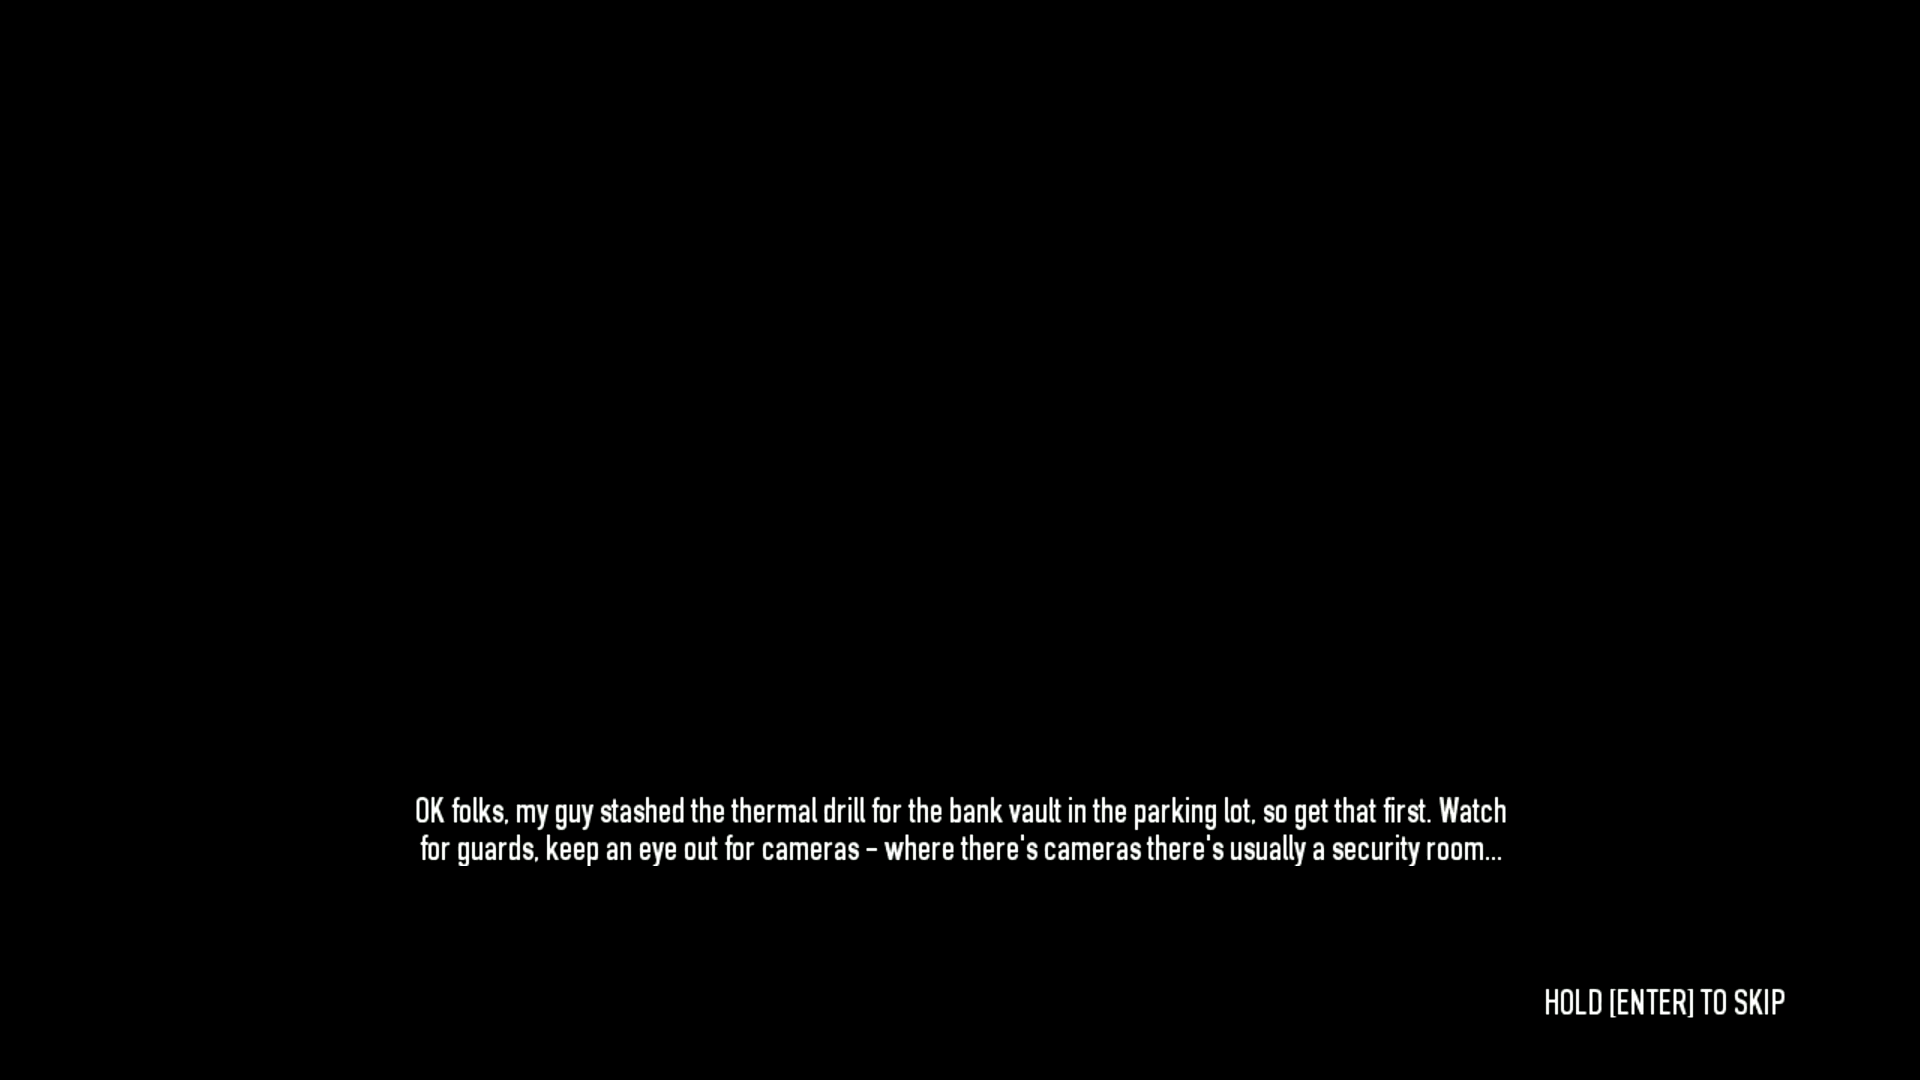 OK folks, my guy stashed the thermal drill for the bank vault in the parking lot, so get that first. Watch
for guards, keep an eye out for cameras - where there's cameras there's usually a security room...
HOLD [ENTER] TO SKIP